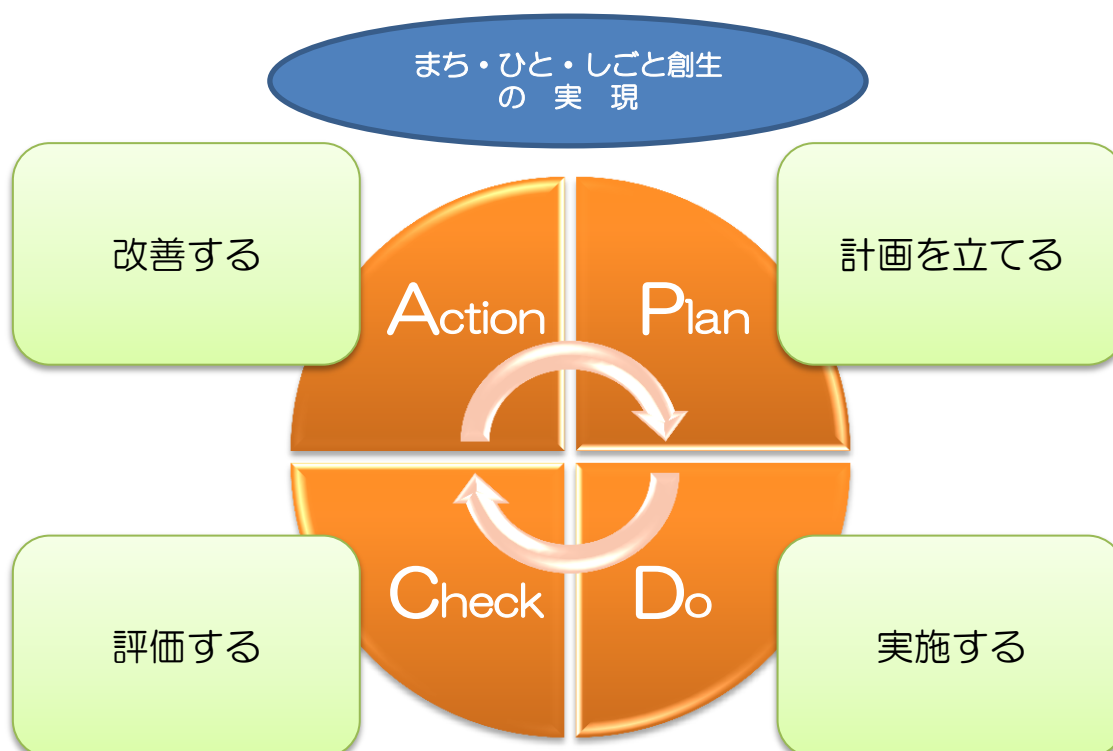 まち・ひと・しごと創生
の　実　現
改善する
計画を立てる
Action
Plan
Check
Do
評価する
実施する